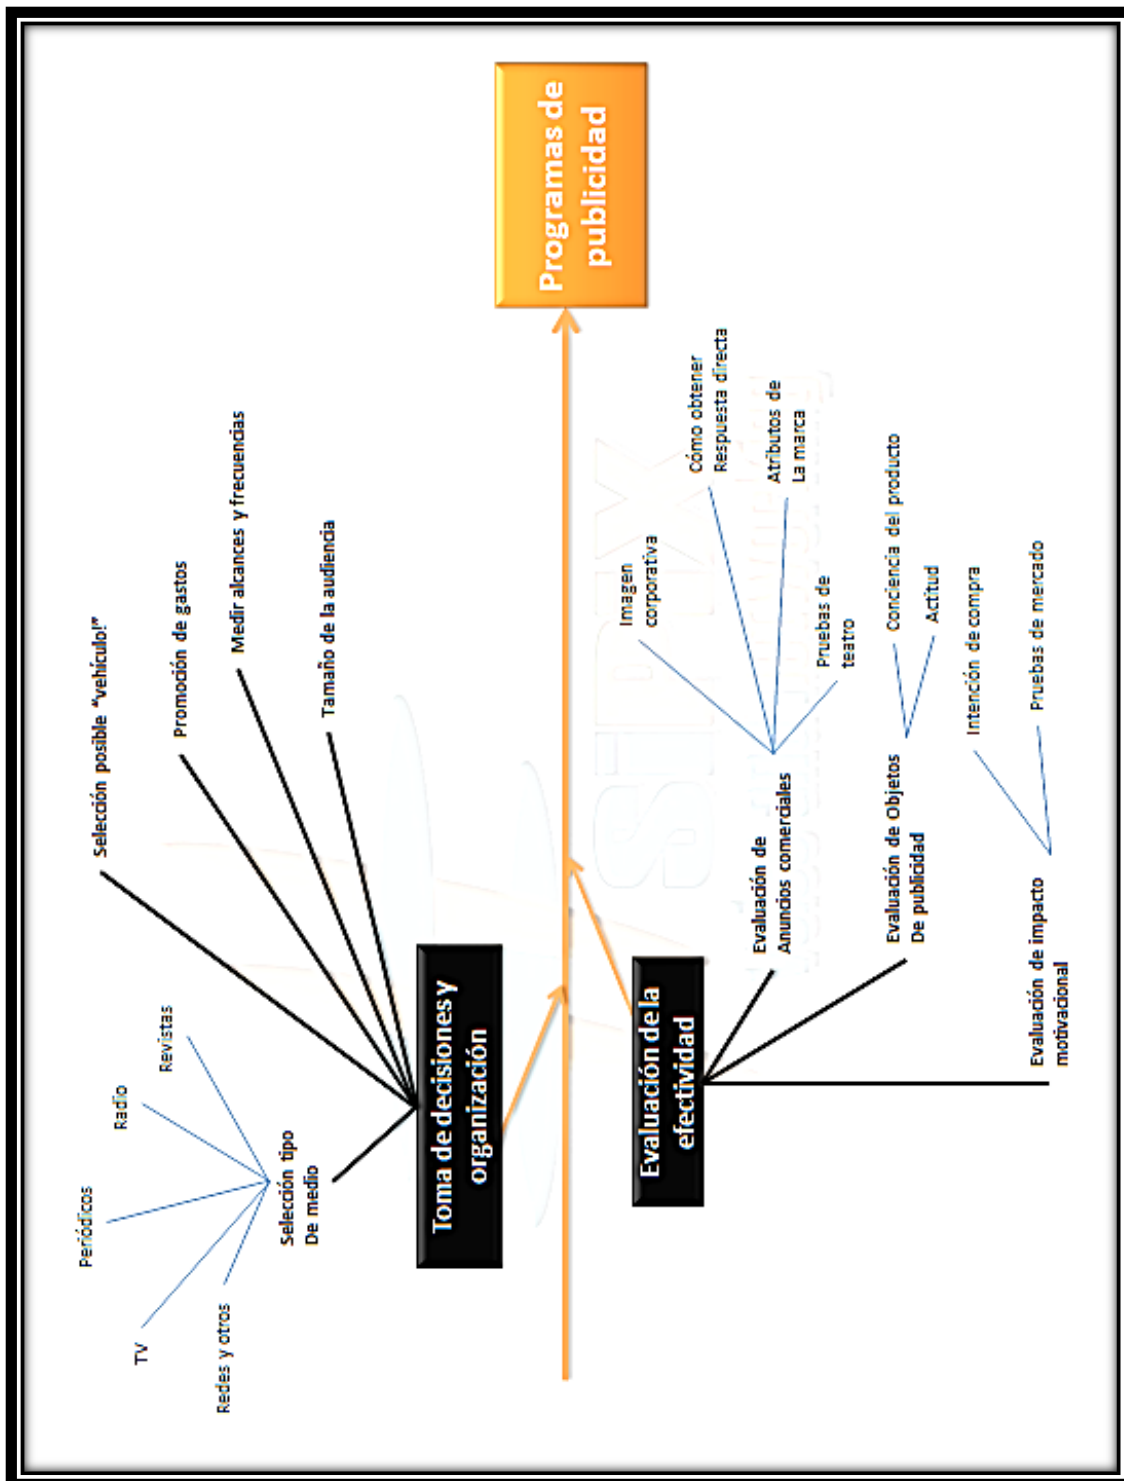 Periódicos
Selección posible “vehículo!”
Radio
TV
Revistas
Promoción de gastos
Redes y otros
Medir alcances y frecuencias
Selección tipo
De medio
Tamaño de la audiencia
Toma de decisiones y
organización
Programas de
publicidad
Evaluación de la
efectividad
Imagen
corporativa
Cómo obtener
Respuesta directa
Evaluación de
Anuncios comerciales
Atributos de
La marca
Pruebas de
teatro
Evaluación de Objetos
De publicidad
Conciencia del producto
Actitud
Intención de compra
Evaluación de impacto
motivacional
Pruebas de mercado